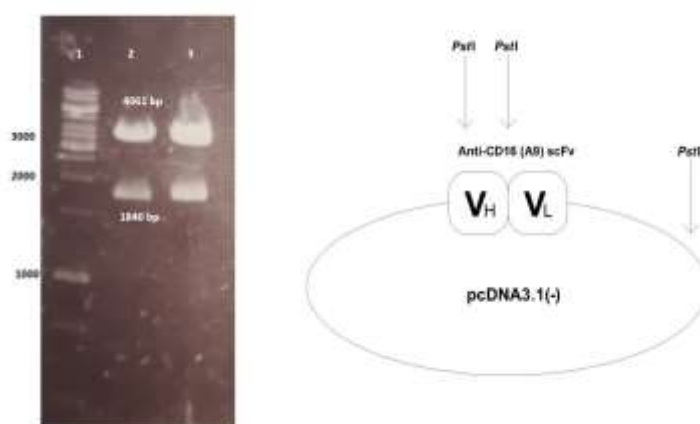 1 2 3
4061 bp
3000
2000
1840 bp
1000
PstI PstI
PstI
Anti-CD16 (A9) scFv
VH VL
pcDNA3.1(-)